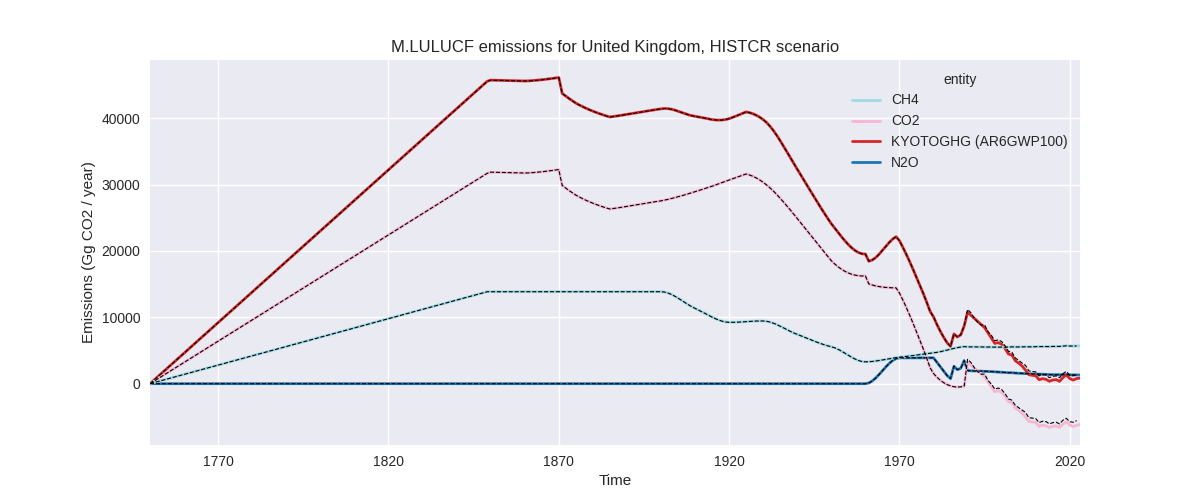 M.LULUCF emissions for United Kingdom, HISTCR scenario
Emissions (Gg CO2 / year)
40000
30000
20000
10000
0
entity
CH4
CO2
KYOTOGHG (AR6GWP100)
N2O
1770
1820
1870
1920
1970
2020
Time